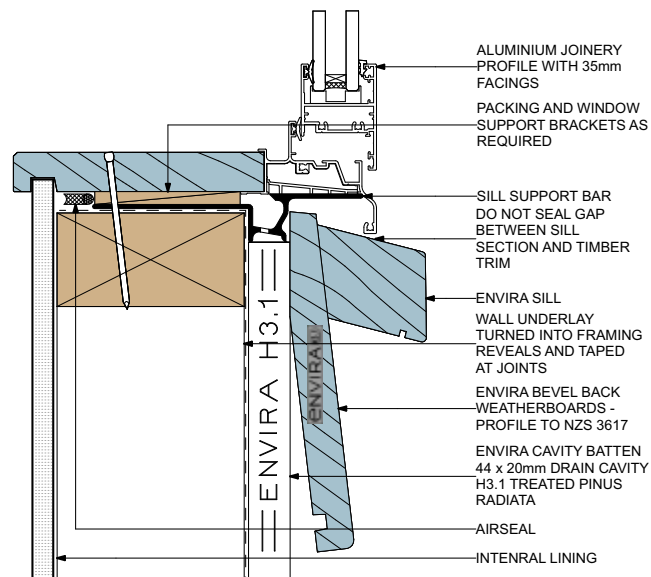 ALUMINIUM JOINERY
PROFILE WITH 35mm
FACINGS
PACKING AND WINDOW
SUPPORT BRACKETS AS
REQUIRED
SILL SUPPORT BAR
DO NOT SEAL GAP
BETWEEN SILL
SECTION AND TIMBER
TRIM
ENVIRA SILL
WALL UNDERLAY
TURNED INTO FRAMING
REVEALS AND TAPED
AT JOINTS
ENVIRA BEVEL BACK
WEATHERBOARDS -
PROFILE TO NZS 3617
ENVIRA CAVITY BATTEN
44 x 20mm DRAIN CAVITY
H3.1 TREATED PINUS
RADIATA
AIRSEAL
INTENRAL LINING
ENVIRA H3.1
ENVIRA